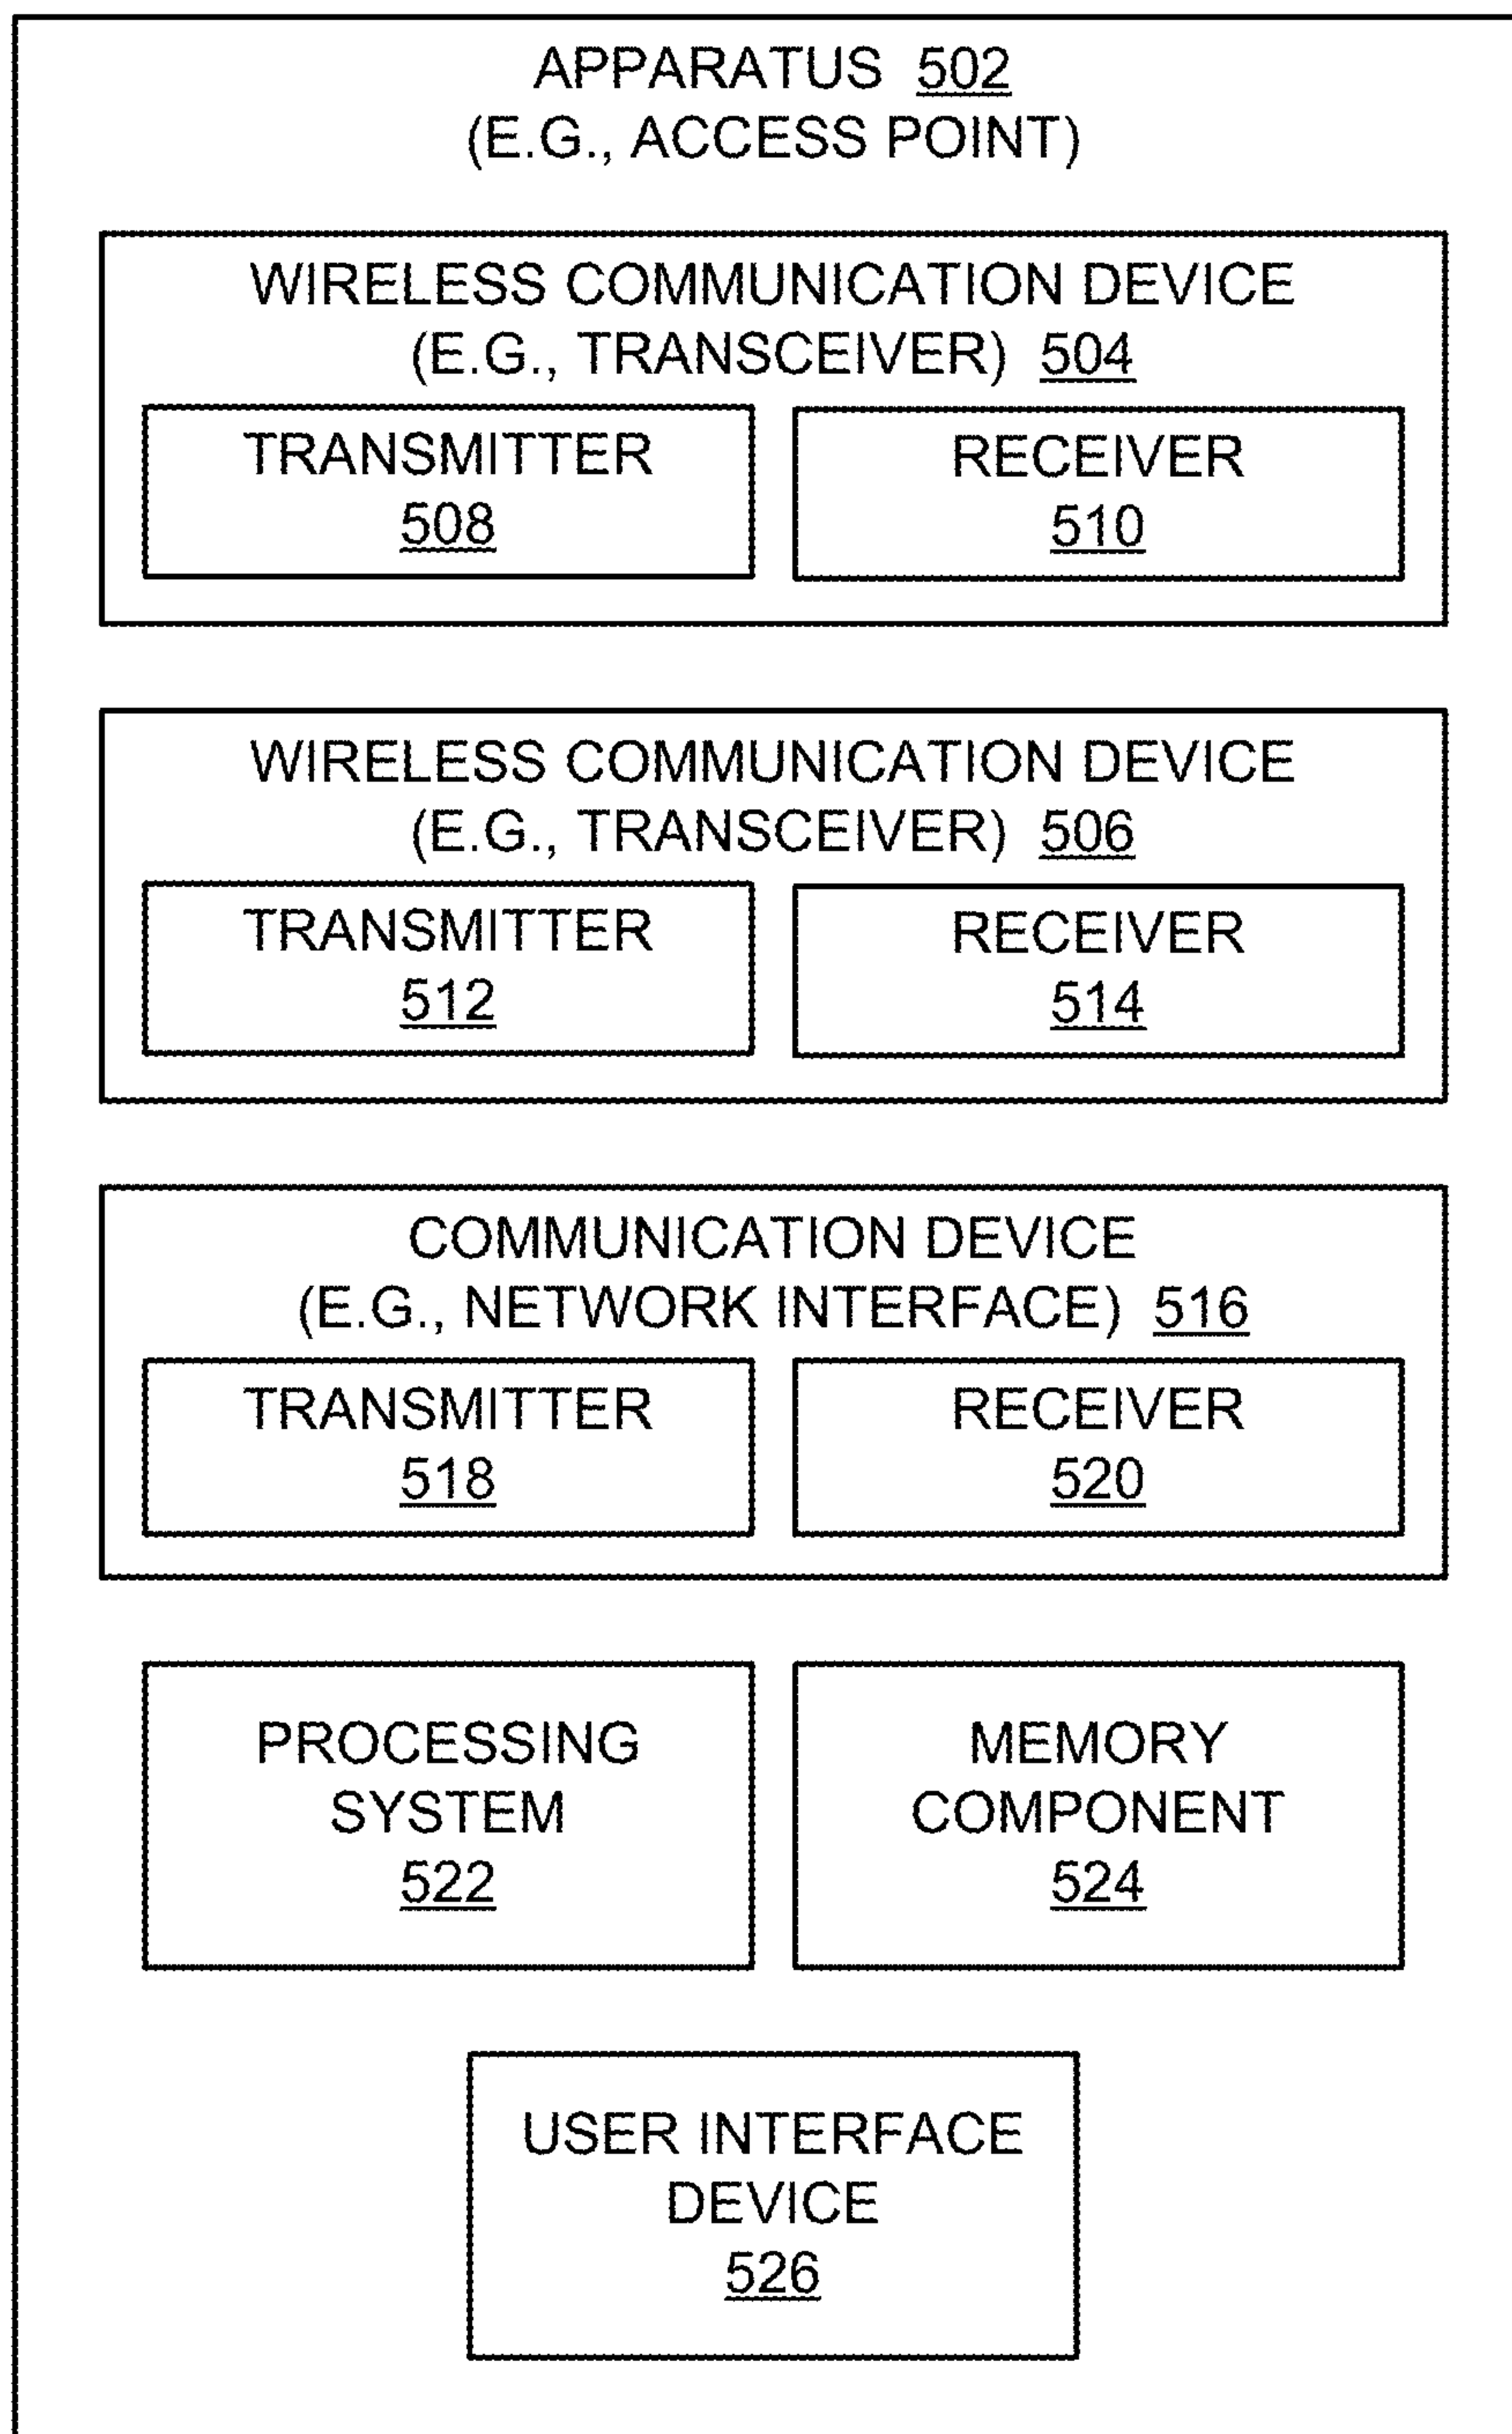 APPARATUS 502
(E.G., ACCESS POINT)
WIRELESS COMMUNICATION DEVICE
(E.G., TRANSCEIVER) 504
TRANSMITTER
508
RECEIVER
510
WIRELESS COMMUNICATION DEVICE
(E.G., TRANSCEIVER) 506
TRANSMITTER
512
RECEIVER
514
COMMUNICATION DEVICE
(E.G., NETWORK INTERFACE) 516
TRANSMITTER
518
RECEIVER
520
PROCESSING
SYSTEM
522
MEMORY
COMPONENT
524
USER INTERFACE
DEVICE
526